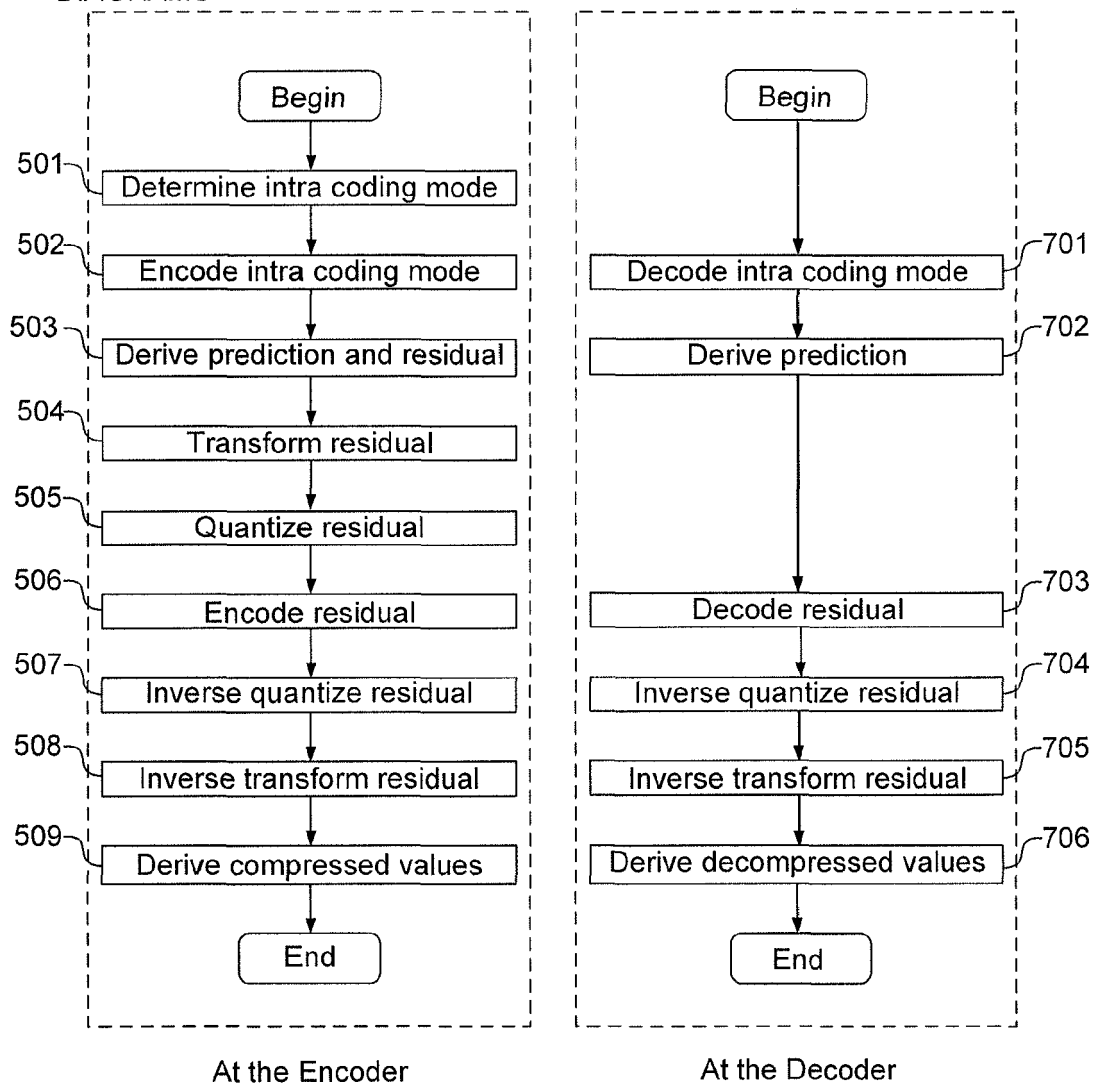 Begin
501
Determine intra coding mode
502
Encode intra coding mode
503
Derive prediction and residual
504
Transform residual
505
Quantize residual
506
Encode residual
507
Inverse quantize residual
508
Inverse transform residual
509
Derive compressed values
End
At the Encoder
Begin
Decode intra coding mode
701
Derive prediction
702
Decode residual
703
Inverse quantize residual
704
Inverse transform residual
705
Derive decompressed values
706
End
At the Decoder